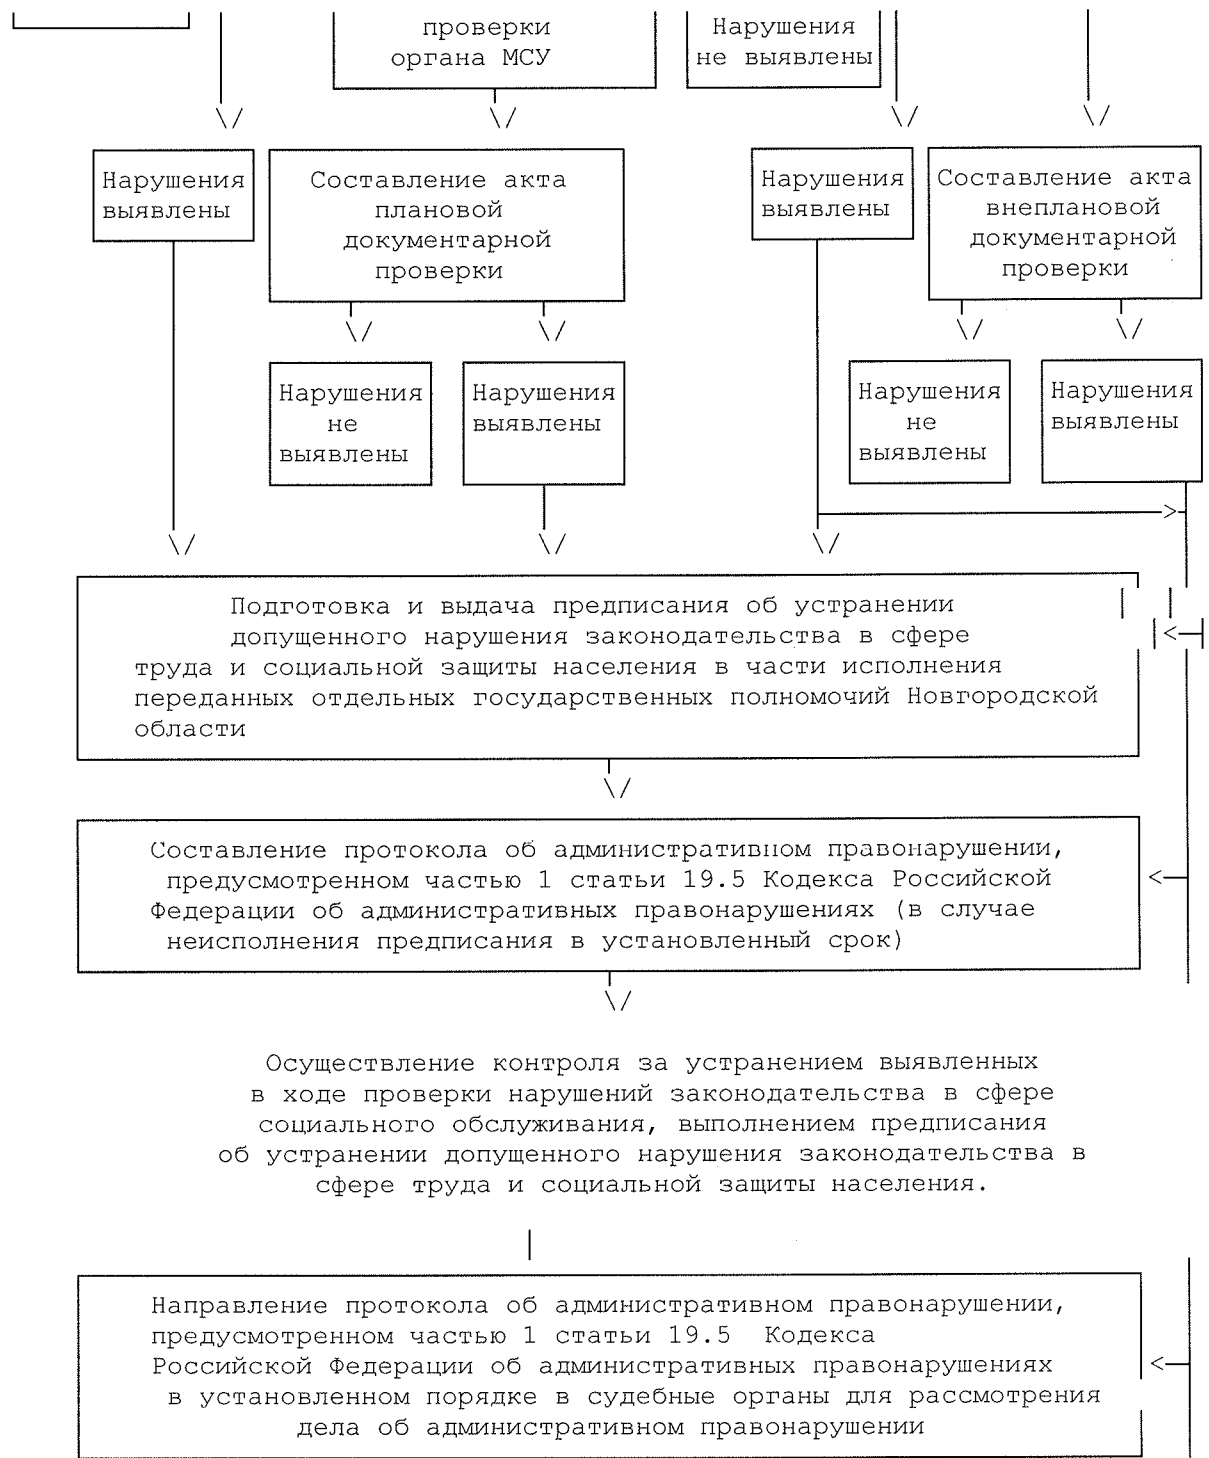 проверки
органа МСУ
Нарушения
не выявлены
Нарушения
выявлены
Составление акта
плановой
документарной
проверки
Нарушения
выявлены
Составление акта
внеплановой
документарной
проверки
Нарушения
не
выявлены
Нарушения
выявлены
Нарушения
не
выявлены
Нарушения
выявлены
Подготовка и выдача предписания об устранении
допущенного нарушения законодательства в сфере
труда и социальной защиты населения в части исполнения
переданных отдельных государственных полномочий Новгородской
области
Составление протокола об административном правонарушении,
предусмотренном частью 1 статьи 19.5 Кодекса Российской
Федерации об административных правонарушениях (в случае
неисполнения предписания в установленный срок)
Осуществление контроля за устранением выявленных
в ходе проверки нарушений законодательства в сфере
социального обслуживания, выполнением предписания
об устранении допущенного нарушения законодательства в
сфере труда и социальной защиты населения.
Направление протокола об административном правонарушении,
предусмотренном частью 1 статьи 19.5 Кодекса
Российской Федерации об административных правонарушениях
в установленном порядке в судебные органы для рассмотрения
дела об административном правонарушении